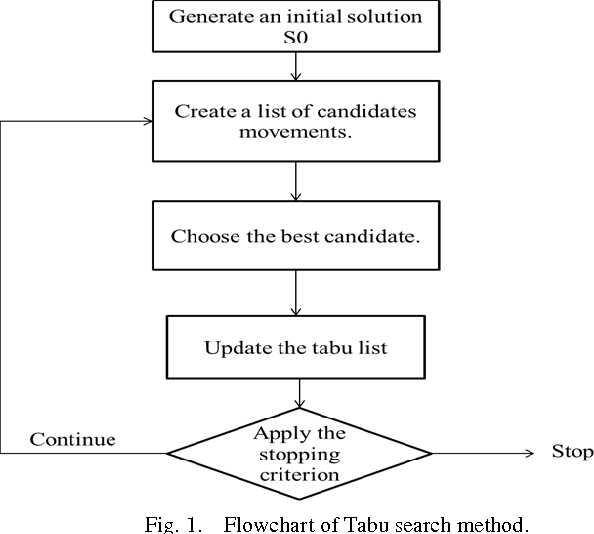 Generate an initial solution
S0
Create a list of candidates
movements.
Choose the best candidate.
Update the tabu list
Apply the
stopping
criterion
Continue
Stop
Fig. 1. Flowchart of Tabu search method.